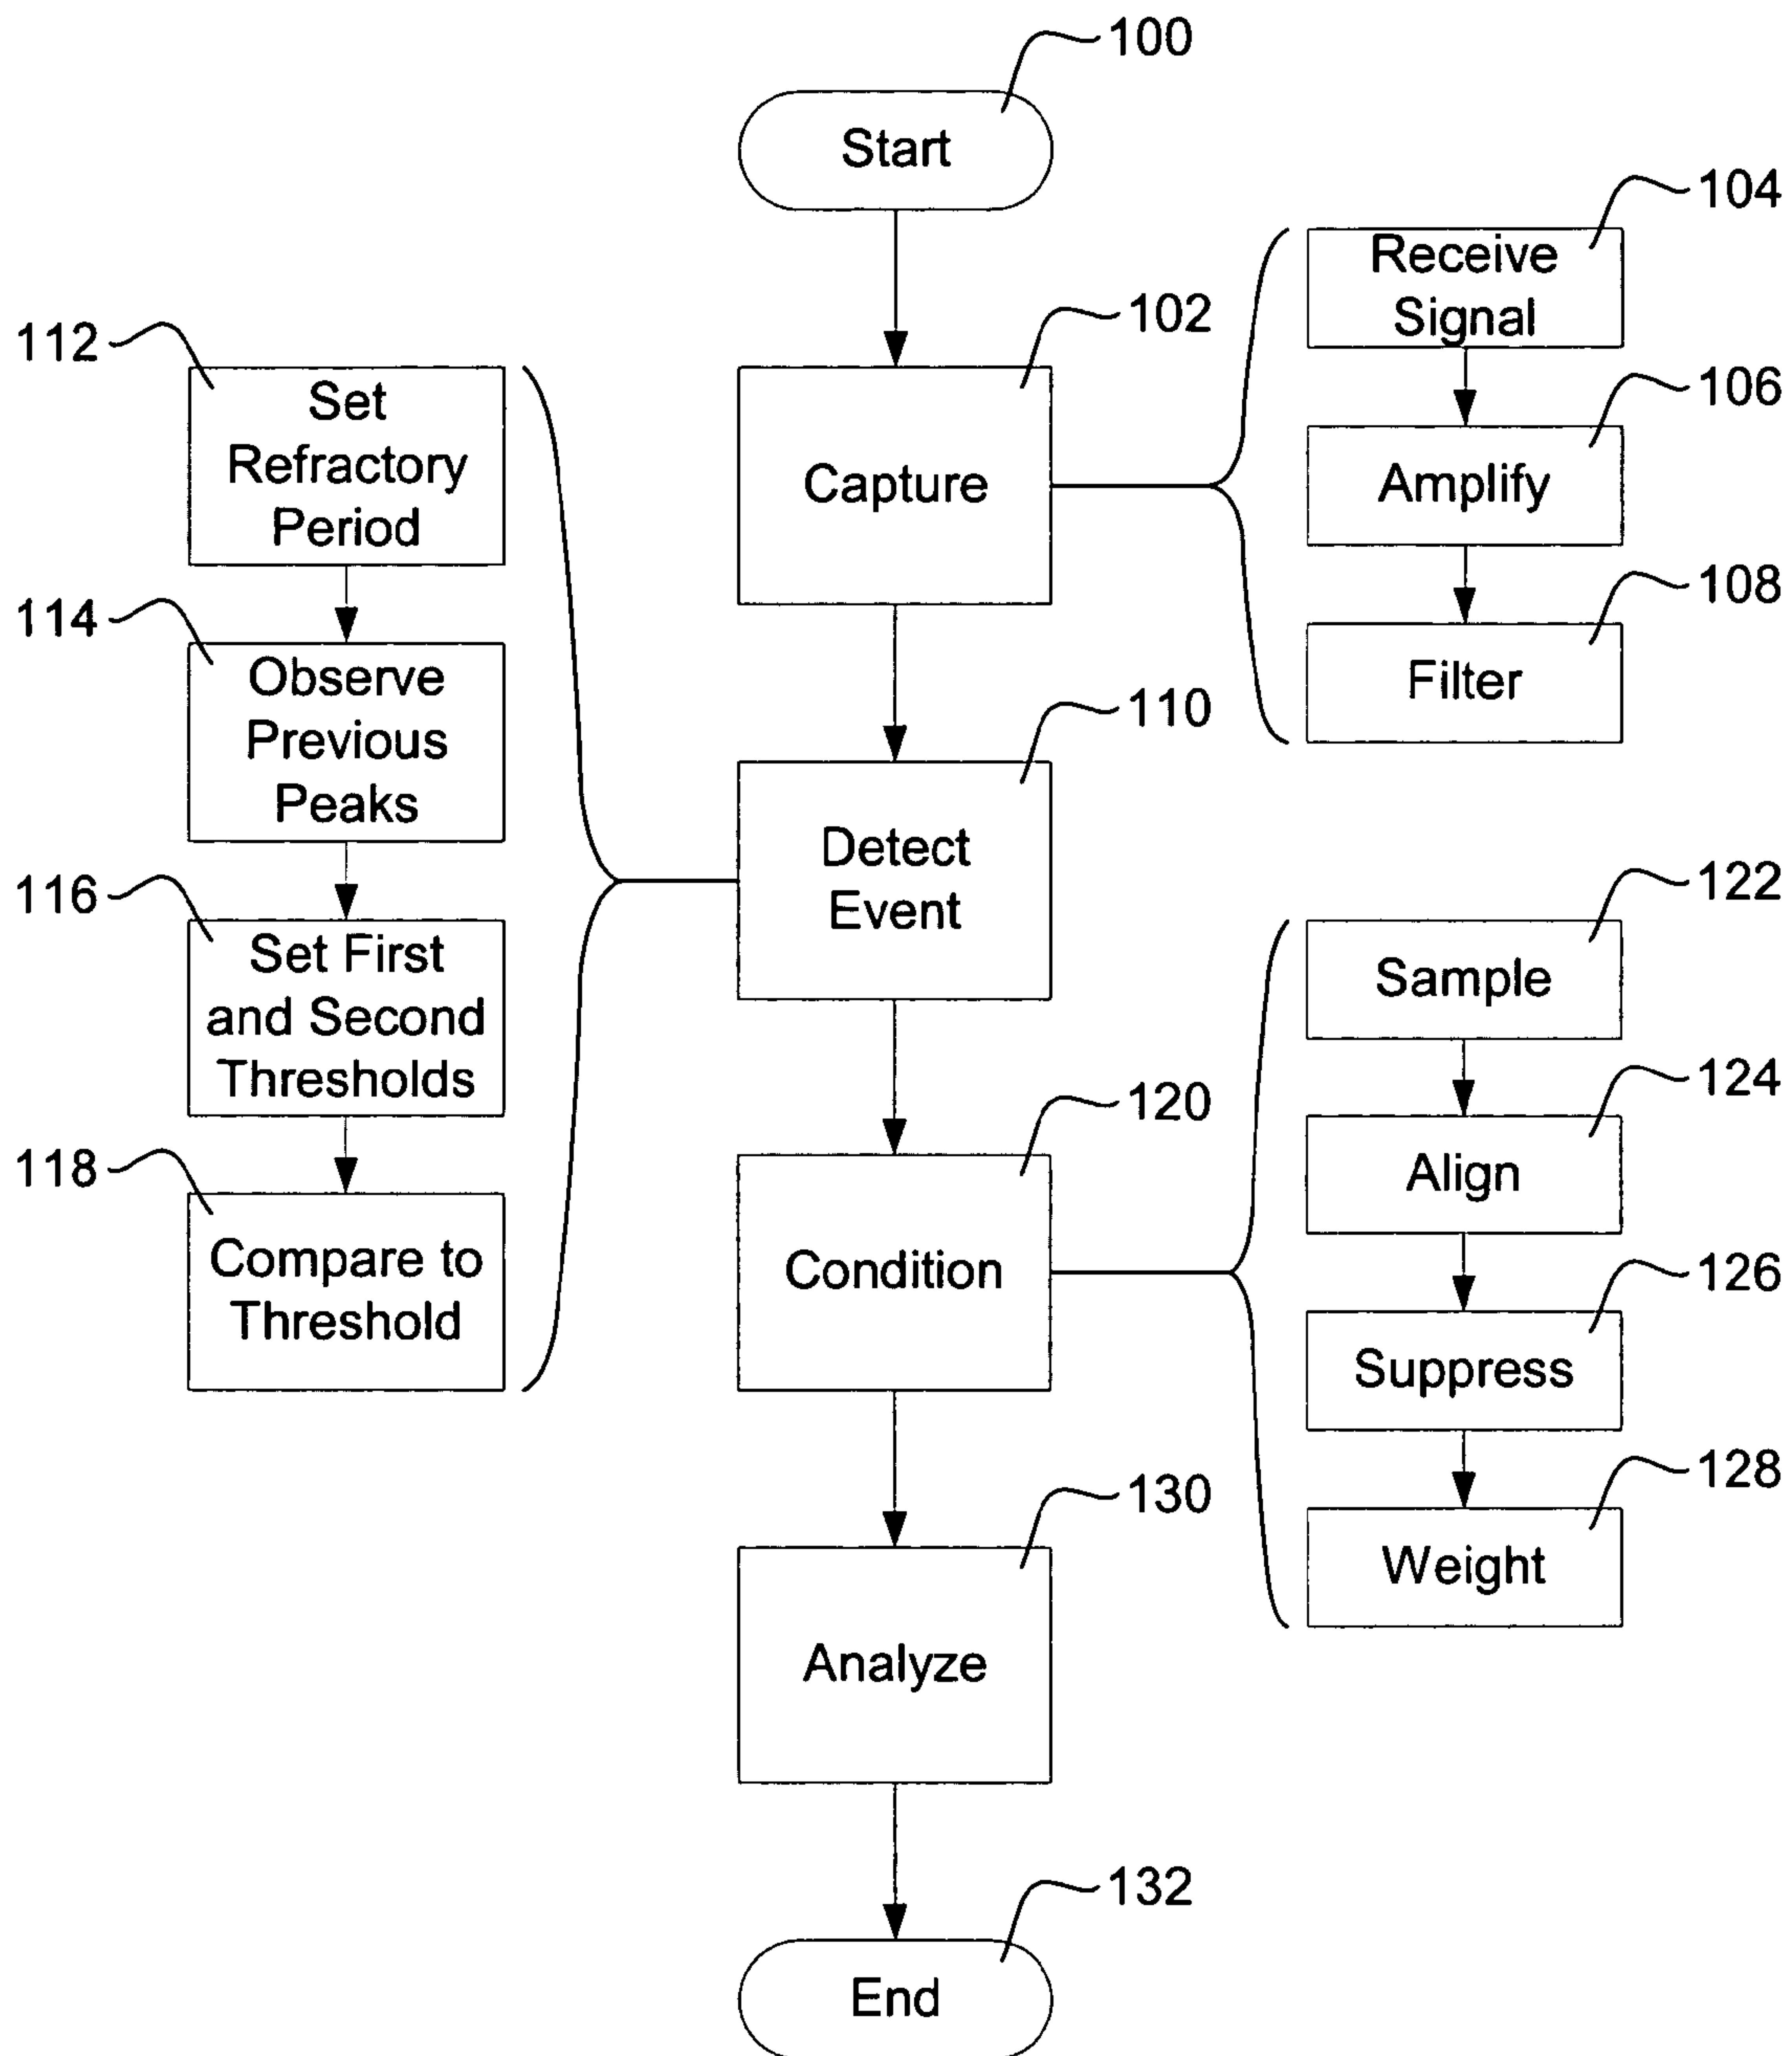 100
Start
104
Receive
Signal
102
112
Set
Refractory
Period
Capture
106
Amplify
108
Filter
114
Observe
Previous
Peaks
110
Detect
Event
116
Set First
and Second
Thresholds
122
Sample
118
Compare to
Threshold
120
Condition
124
Align
126
Suppress
128
Weight
130
Analyze
132
End